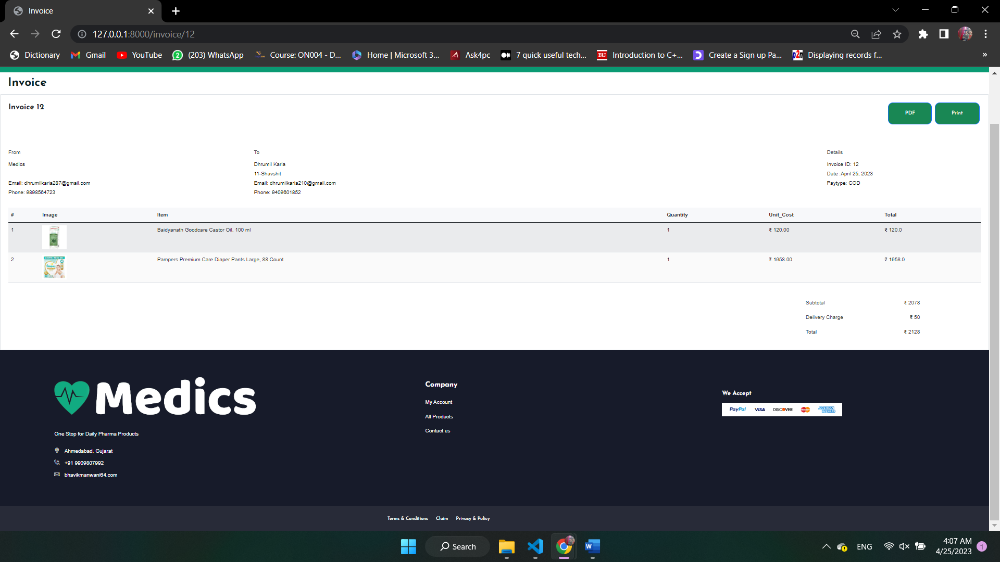 Invoice
127.0.0.1:8000/invoice/12
Dictionary Gmail YouTube (203) WhatsApp Course: ON004 - D... Home | Microsoft 3... Ask4pc 7 quick useful tech... Introduction to C+... Create a Sign up Pa... Displaying records f... »
Invoice
Invoice 12
PDF Print
From To Details
Medics Dhrumil Karia Invoice ID: 12
11-Shavshit Date :April 25, 2023
Email: dhrumilkaria287@gmail.com Email: dhrumilkaria210@gmail.com Paytype: COD
Phone: 9898564723 Phone: 9409601852
# Image Item Quantity Unit_Cost Total
1 Baidyanath Goodcare Castor Oil, 100 ml 1 ₹ 120.00 ₹ 120.0
2 Pampers Premium Care Diaper Pants Large, 88 Count 1 ₹ 1958.00 ₹ 1958.0
Subtotal ₹ 2078
Delivery Charge ₹ 50
Total ₹ 2128
Medics
One Stop for Daily Pharma Products
Ahmedabad, Gujarat
+91 9909807992
bhavikmanwani64.com
Company
My Account
All Products
Contact us
We Accept
PayPal VISA DISCOVER MasterCard AMERICAN EXPRESS
Terms & Conditions Claim Privacy & Policy
Search
ENG
4:07 AM
4/25/2023
1